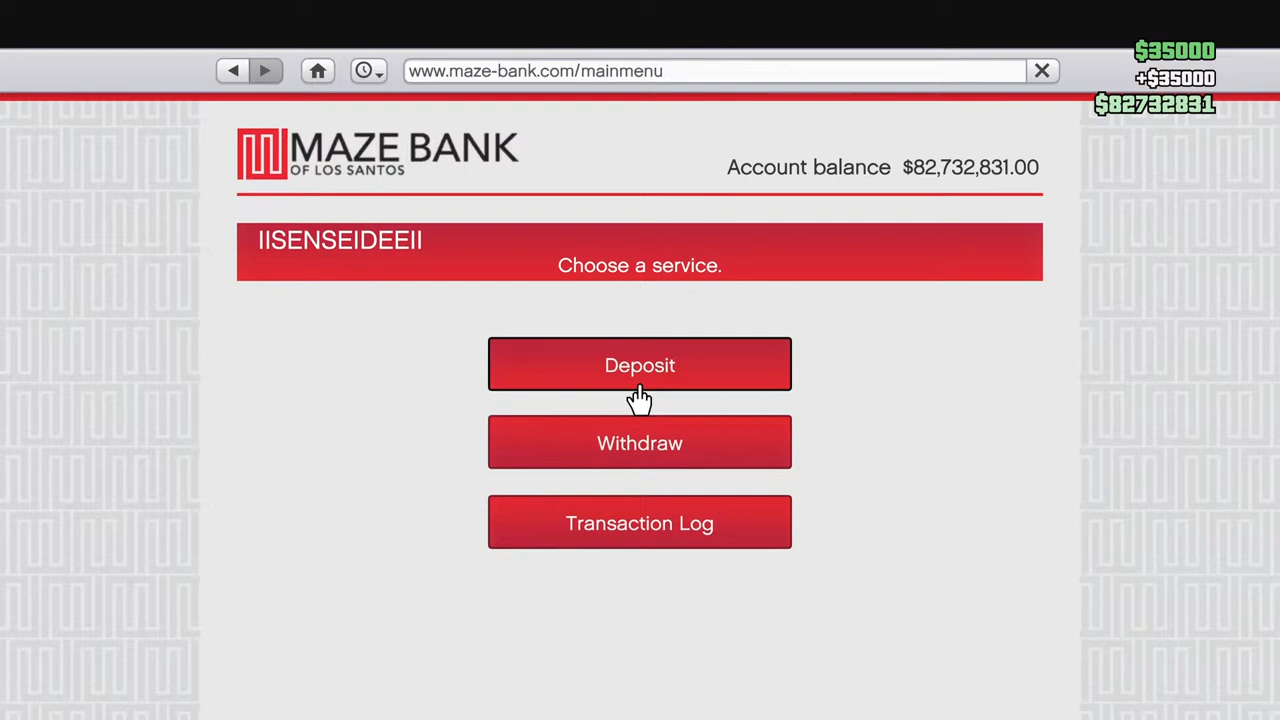 www.maze-bank.com/mainmenu
$35000
+$35000
$82732831
MAZE BANK
OF LOS SANTOS
Account balance $82,732,831.00
IISENSEIDEEII
Choose a service.
Deposit
Withdraw
Transaction Log